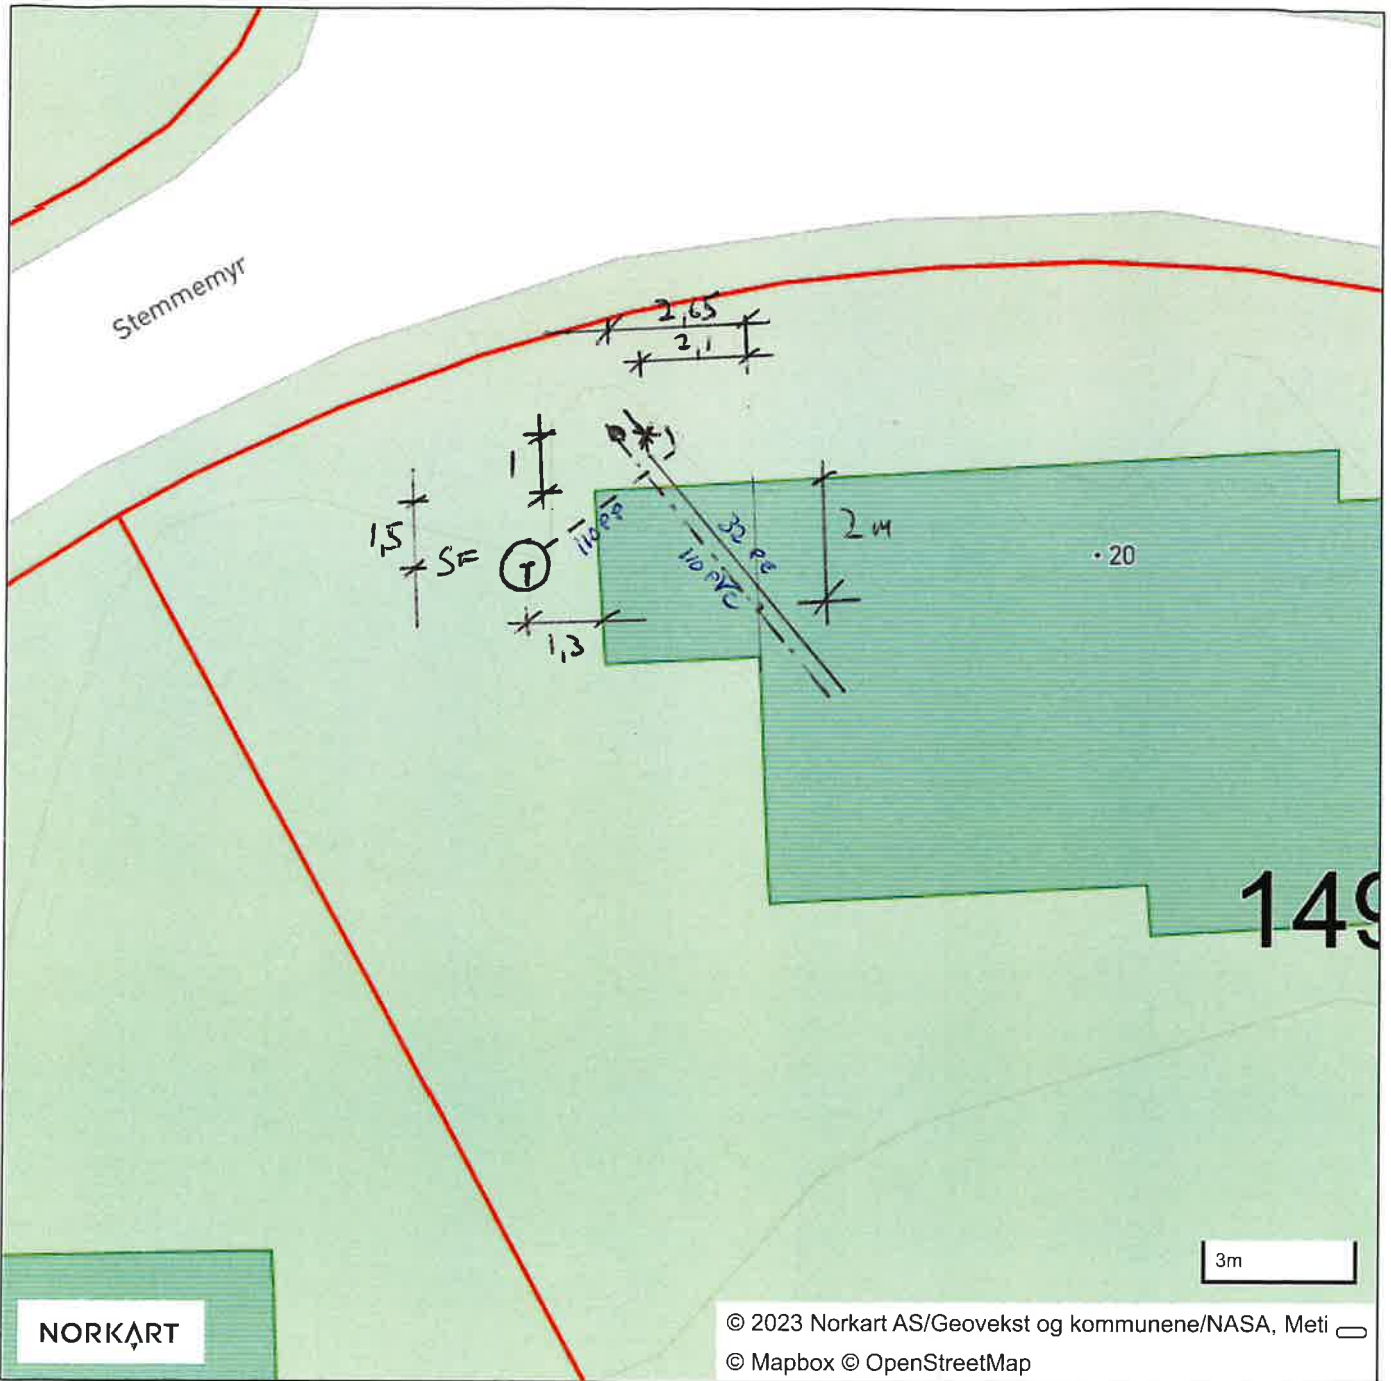 Stemmemyr
2,65
2,1
1
1,5
SF
T
110 PP
32 PE
110 PVC
2 m
• 20
1,3
149
3m
NORKART
© 2023 Norkart AS/Geovekst og kommunene/NASA, Meti
© Mapbox © OpenStreetMap